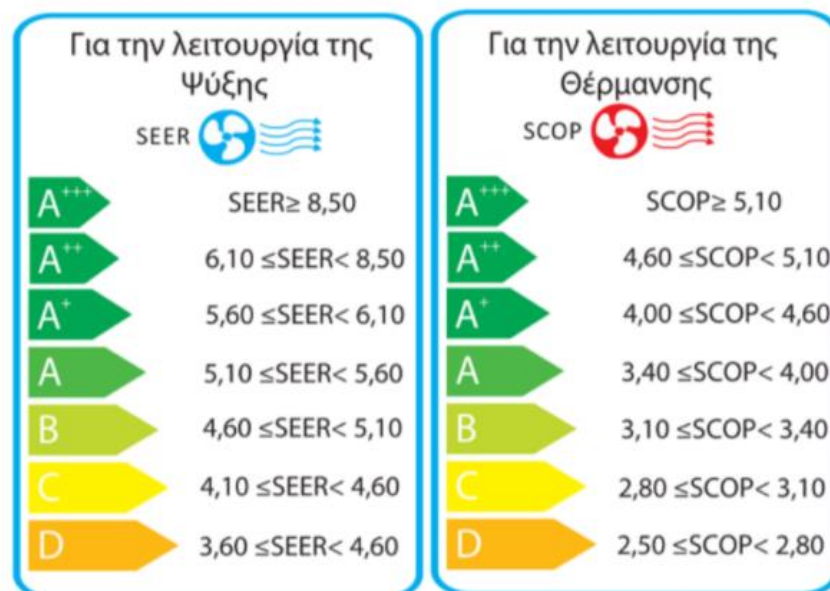 Για την λειτουργία της
Ψύξης
SEER
A+++ SEER≥ 8,50
A++ 6,10 ≤SEER< 8,50
A+ 5,60 ≤SEER< 6,10
A 5,10 ≤SEER< 5,60
B 4,60 ≤SEER< 5,10
C 4,10 ≤SEER< 4,60
D 3,60 ≤SEER< 4,60
Για την λειτουργία της
Θέρμανσης
SCOP
A+++ SCOP≥ 5,10
A++ 4,60 ≤SCOP< 5,10
A+ 4,00 ≤SCOP< 4,60
A 3,40 ≤SCOP< 4,00
B 3,10 ≤SCOP< 3,40
C 2,80 ≤SCOP< 3,10
D 2,50 ≤SCOP< 2,80